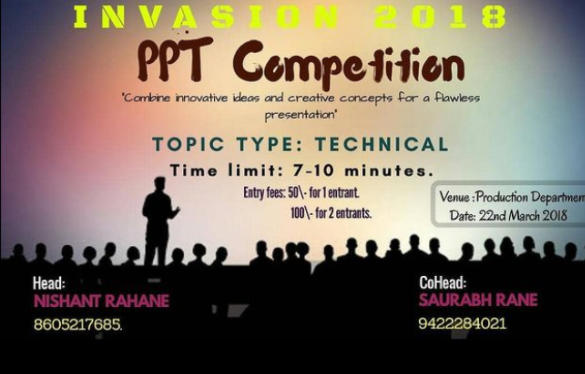 INVASION 2018
PPT Competition
"Combine innovative ideas and creative concepts for a flawless
presentation"
TOPIC TYPE: TECHNICAL
Time limit: 7-10 minutes.
Entry fees: 50\- for 1 entrant.
100\- for 2 entrants.
Venue :Production Departmen
Date: 22nd March 2018
Head:
NISHANT RAHANE
8605217685.
CoHead:
SAURABH RANE
9422284021